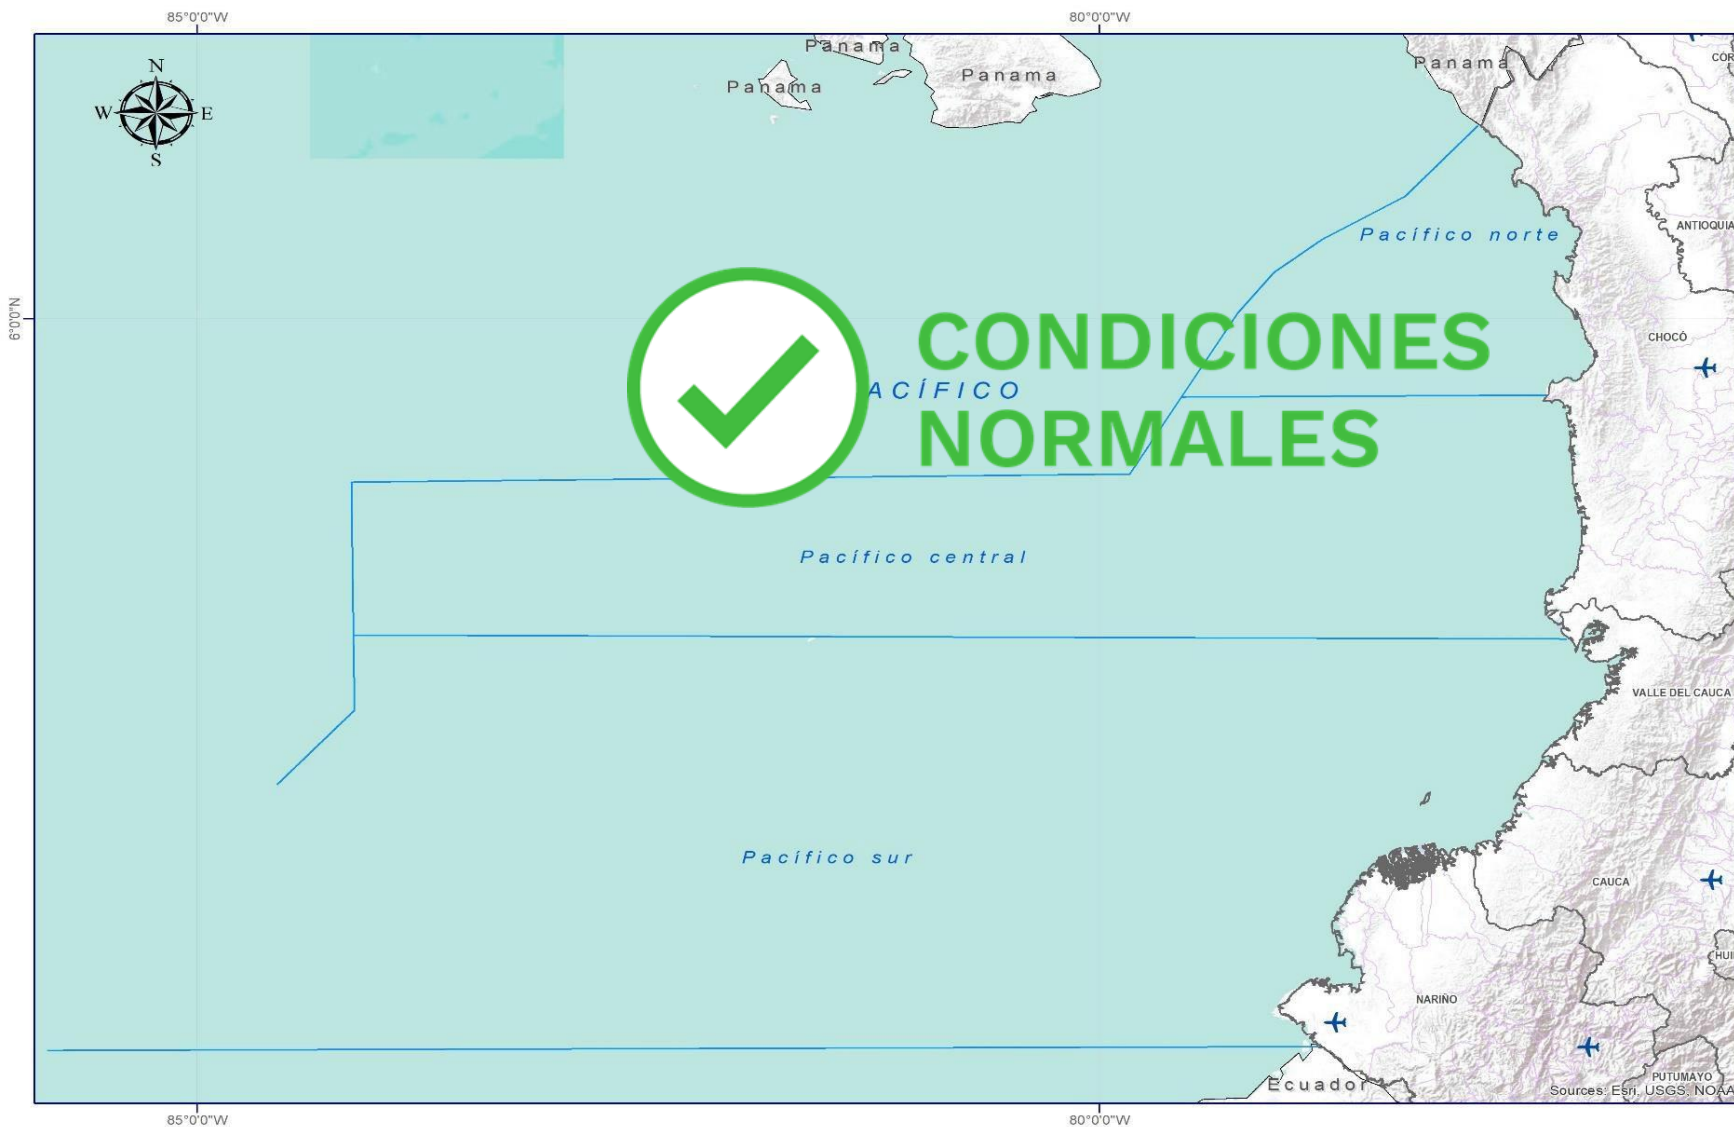 85°0'0"W
80°0'0"W
Panama
Panama
Panama
Panama
N
W
E
S
CÓR
ANTIOQUIA
Pacífico norte
6°0'0"N
CONDICIONES
NORMALES
CHOCÓ
ACÍFICO
Pacífico central
VALLE DEL CAUCA
Pacífico sur
CAUCA
HUI
NARIÑO
PUTUMAYO
Ecuador
Sources: Esri, USGS, NOAA
85°0'0"W
80°0'0"W